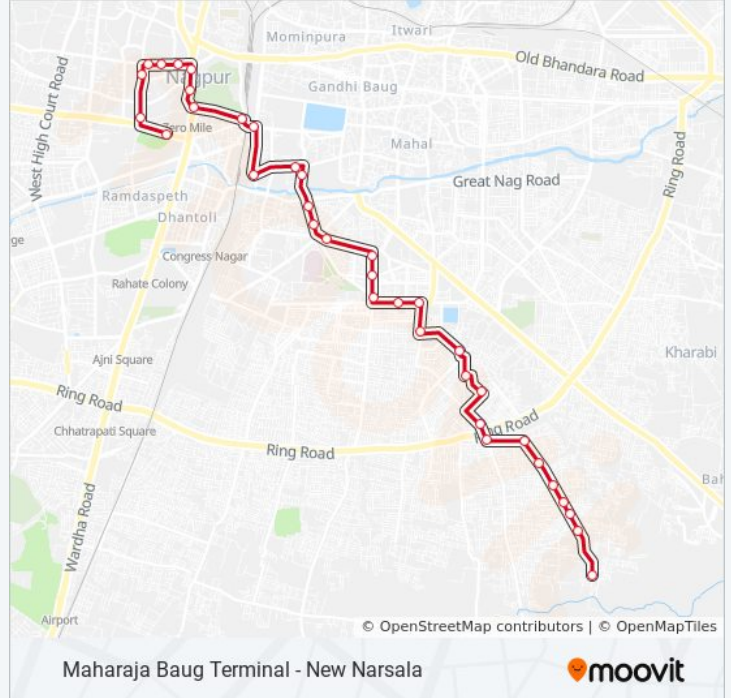 Mominpura
Itwari
Old Bhandara Road
Nagpur
Gandhi Baug
West High Court Road
Zero Mile
Mahal
Ring Road
Great Nag Road
Ramdaspeth
Dhantoli
ge
Congress Nagar
Rahate Colony
Kharabi
Ajni Square
Ring Road
Chhatrapati Square
Ring Road
Ring Road
Bah
Wardha Road
Airport
© OpenStreetMap contributors | © OpenMapTiles
Maharaja Baug Terminal - New Narsala
moovit